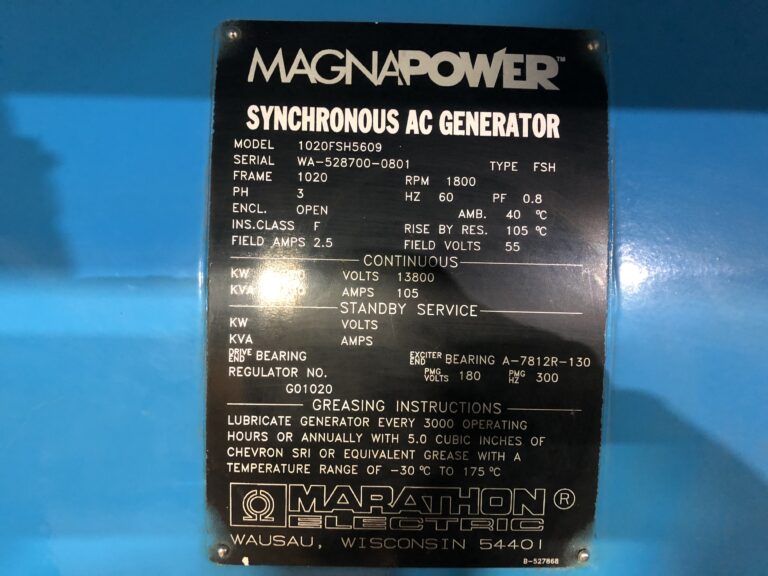 MAGNAPOWER™
SYNCHRONOUS AC GENERATOR
MODEL 1020FSH5609
SERIAL WA-528700-0801 TYPE FSH
FRAME 1020 RPM 1800
PH 3 HZ 60 PF 0.8
ENCL. OPEN AMB. 40 °C
INS.CLASS F RISE BY RES. 105 °C
FIELD AMPS 2.5 FIELD VOLTS 55
CONTINUOUS
KW VOLTS 13800
KVA AMPS 105
STANDBY SERVICE
KW VOLTS
KVA AMPS
DRIVE END BEARING EXCITER END BEARING A-7812R-130
REGULATOR NO. PMG VOLTS 180 PMG HZ 300
G01020
GREASING INSTRUCTIONS
LUBRICATE GENERATOR EVERY 3000 OPERATING
HOURS OR ANNUALLY WITH 5.0 CUBIC INCHES OF
CHEVRON SRI OR EQUIVALENT GREASE WITH A
TEMPERATURE RANGE OF -30 °C TO 175 °C
MARATHON ®
ELECTRIC
WAUSAU, WISCONSIN 54401
B-527868